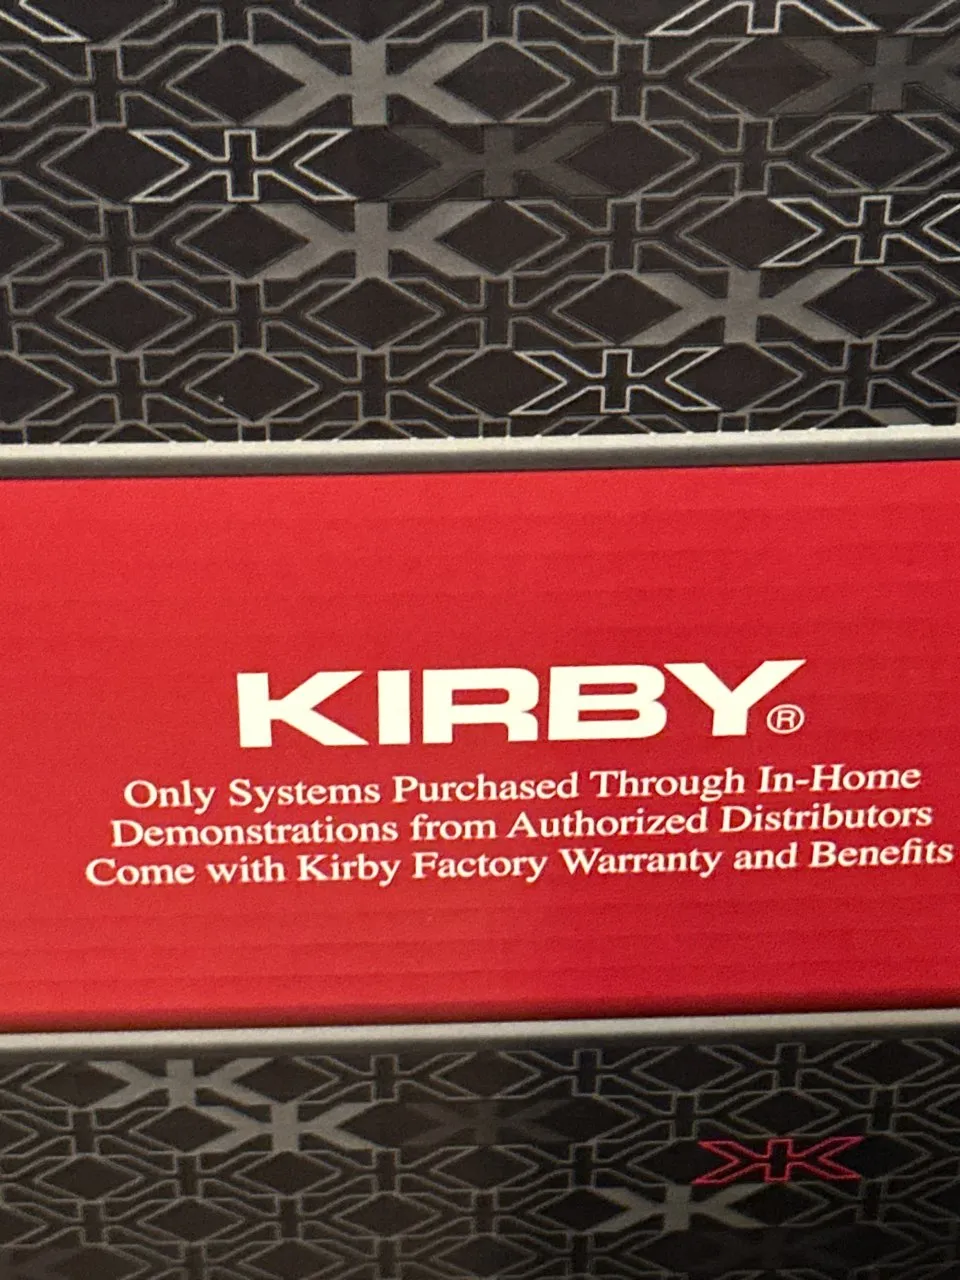 KIRBY®
Only Systems Purchased Through In-Home
Demonstrations from Authorized Distributors
Come with Kirby Factory Warranty and Benefits